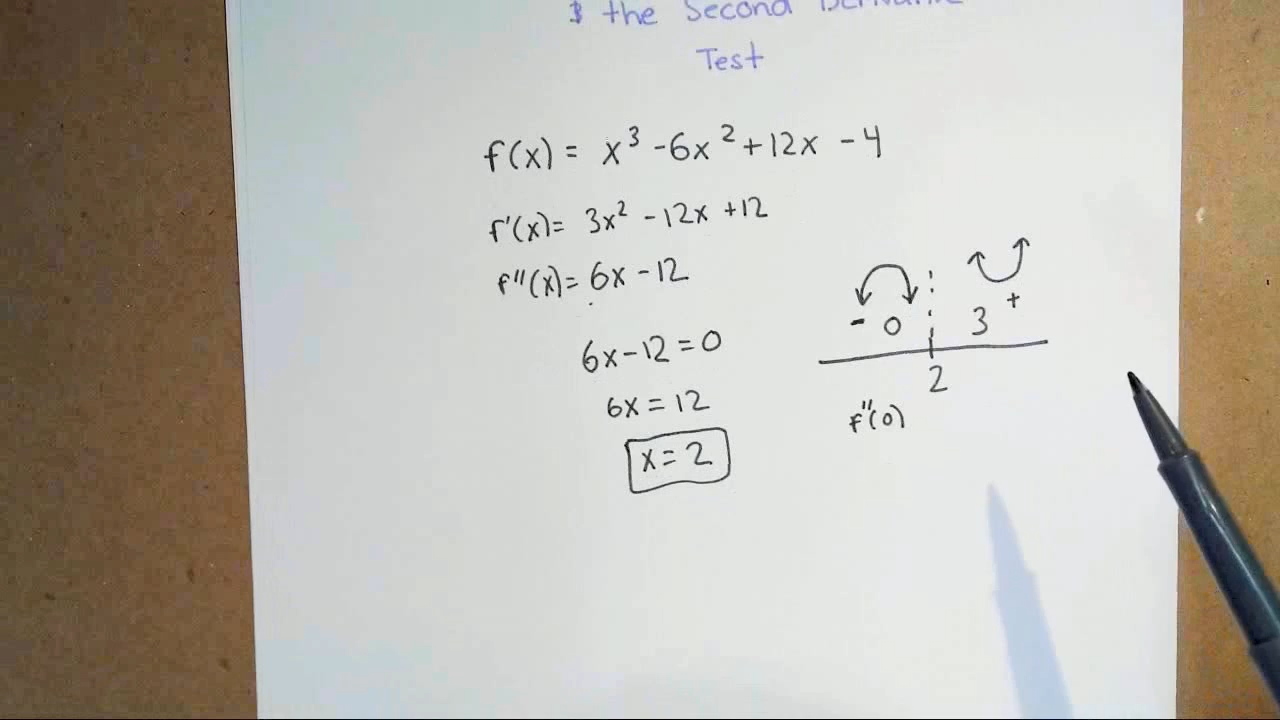 $ the Second
Test
f(x) = x³ -6x² +12x -4
f'(x)= 3x² -12x +12
f''(x)= 6x -12
6x-12 = 0
6x = 12
x = 2
- 0 3 +
2
f''(0)